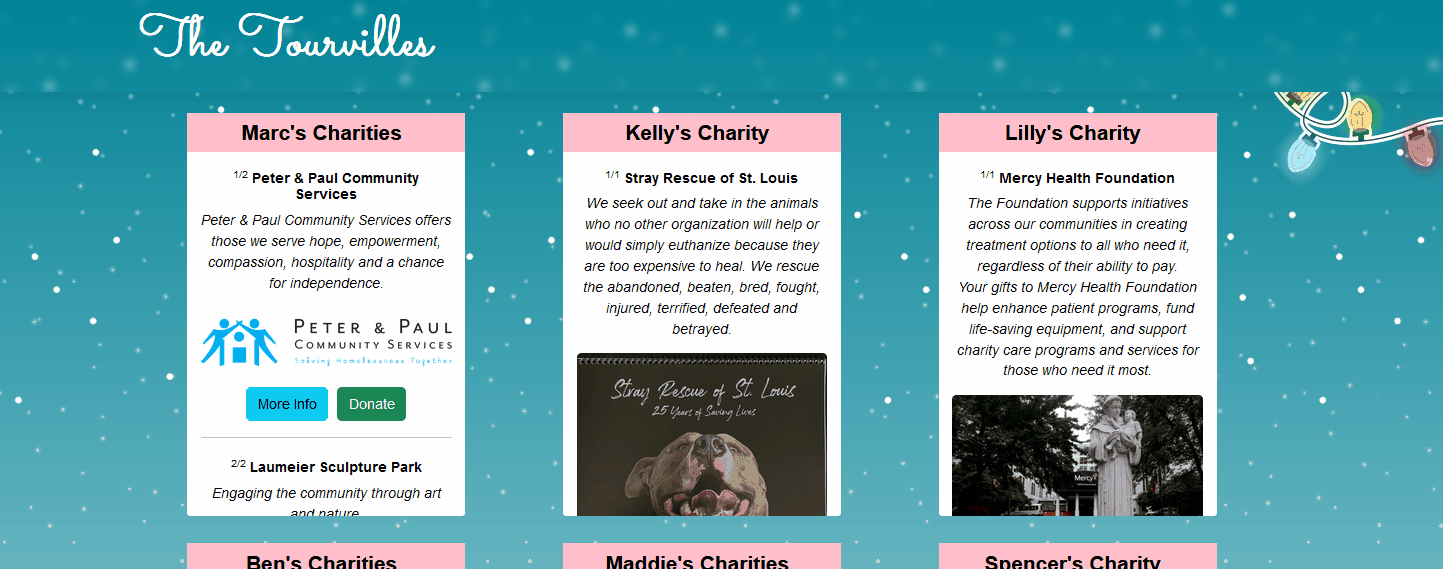 The Tourvilles
Marc's Charities
1/2 Peter & Paul Community
Services
Peter & Paul Community Services offers
those we serve hope, empowerment,
compassion, hospitality and a chance
for independence.
PETER & PAUL
COMMUNITY SERVICES
Solving Homelessness Together
More Info
Donate
2/2 Laumeier Sculpture Park
Engaging the community through art
and nature
Kelly's Charity
1/1 Stray Rescue of St. Louis
We seek out and take in the animals
who no other organization will help or
would simply euthanize because they
are too expensive to heal. We rescue
the abandoned, beaten, bred, fought,
injured, terrified, defeated and
betrayed.
Stray Rescue of St. Louis
25 Years of Saving Lives
Lilly's Charity
1/1 Mercy Health Foundation
The Foundation supports initiatives
across our communities in creating
treatment options to all who need it,
regardless of their ability to pay.
Your gifts to Mercy Health Foundation
help enhance patient programs, fund
life-saving equipment, and support
charity care programs and services for
those who need it most.
Mercy
Ben's Charities
Maddie's Charities
Spencer's Charity